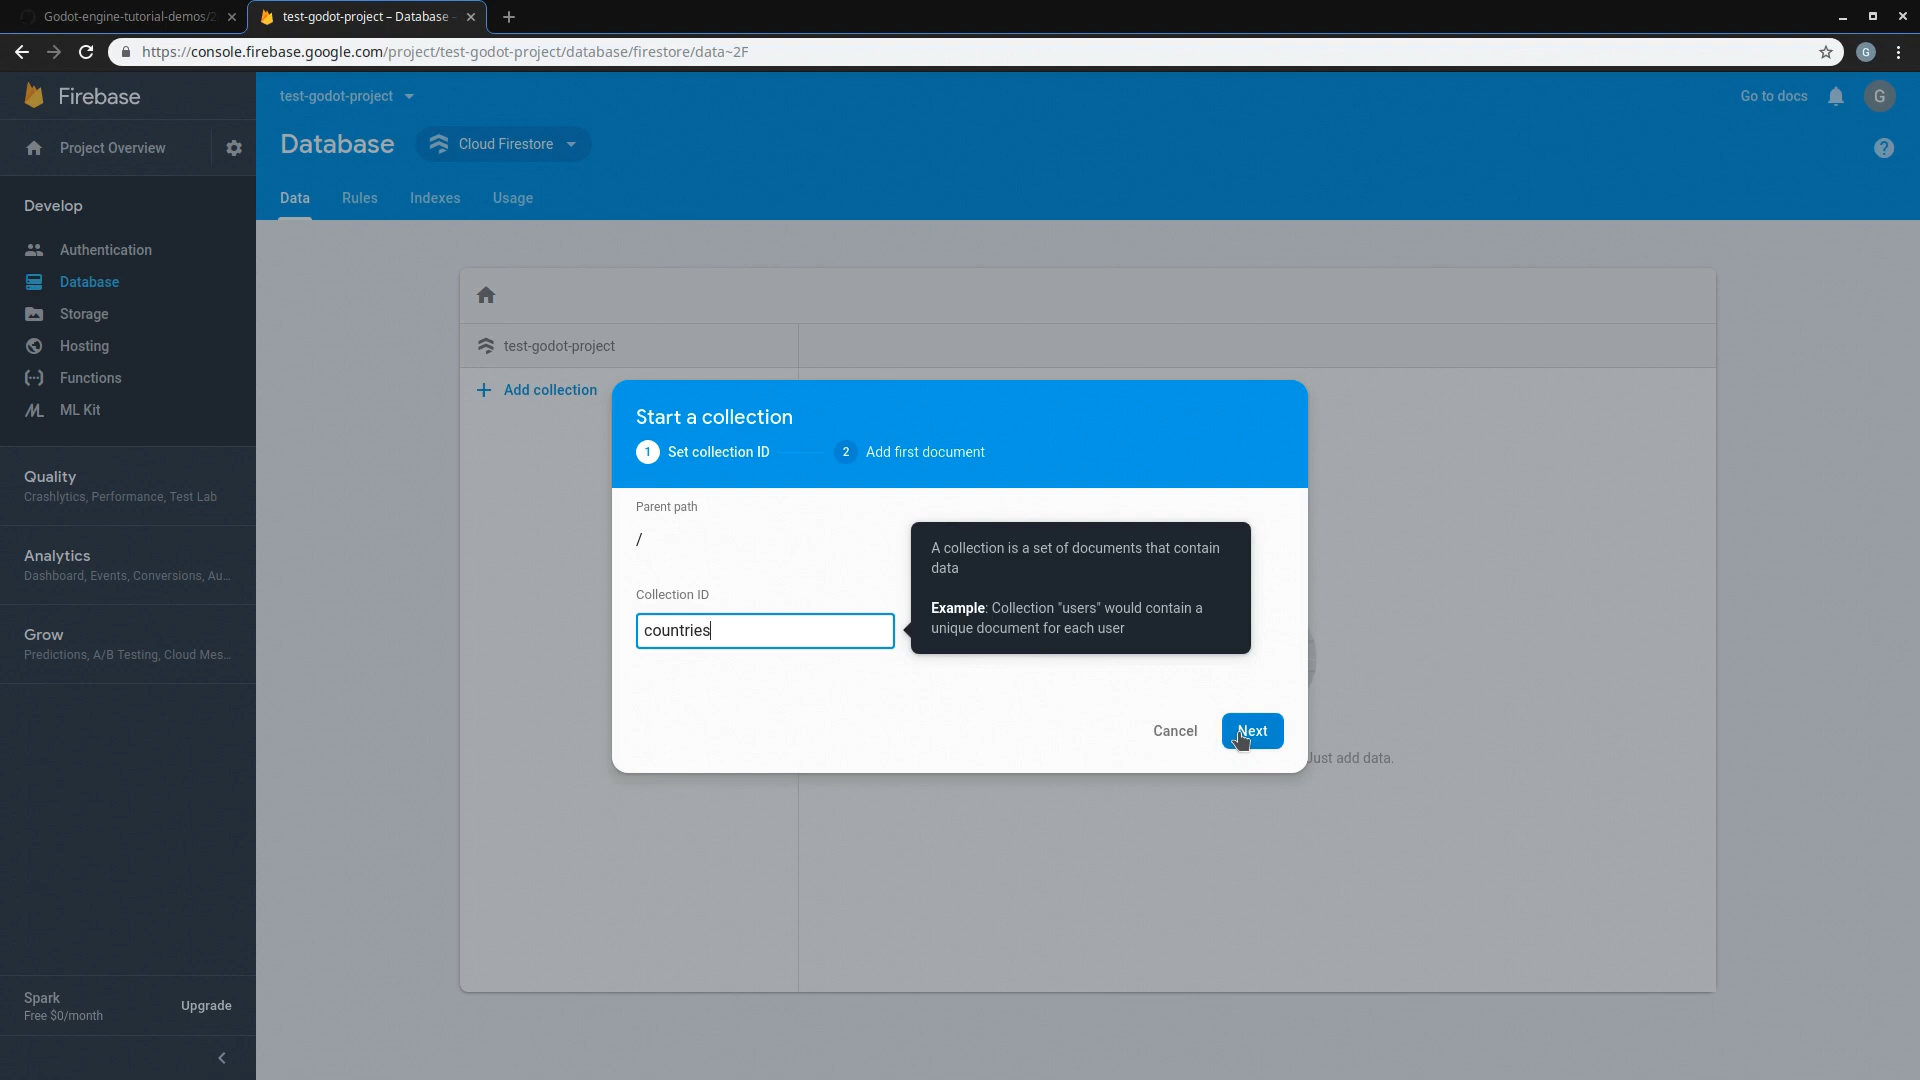 Godot-engine-tutorial-demos/2
test-godot-project – Database -
https://console.firebase.google.com/project/test-godot-project/database/firestore/data~2F
G
Firebase
test-godot-project
Go to docs
G
Project Overview
Database
Cloud Firestore
Data
Rules
Indexes
Usage
Develop
Authentication
Database
Storage
Hosting
Functions
ML Kit
Quality
Crashlytics, Performance, Test Lab
Analytics
Dashboard, Events, Conversions, Au...
Grow
Predictions, A/B Testing, Cloud Mes...
Spark
Free $0/month
Upgrade
test-godot-project
Add collection
Start a collection
1 Set collection ID
2 Add first document
Parent path
/
Collection ID
countries
A collection is a set of documents that contain
data
Example: Collection "users" would contain a
unique document for each user
Cancel
Next
Just add data.